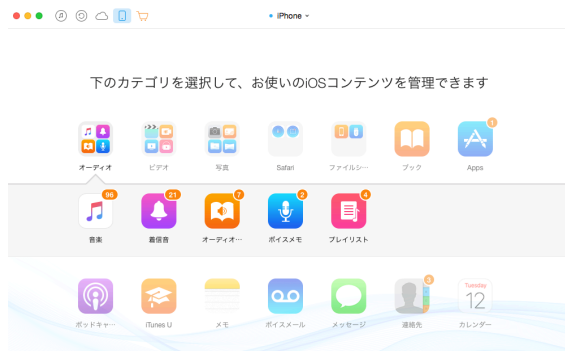 iPhone
下のカテゴリを選択して、お使いのiOSコンテンツを管理できます
1
オーディオ
ビデオ
写真
Safari
ファイルシ…
ブック
Apps
96
21
7
2
4
音楽
着信音
オーディオ…
ボイスメモ
プレイリスト
3
Tuesday
12
ポッドキャ…
iTunes U
メモ
ボイスメール
メッセージ
連絡先
カレンダー